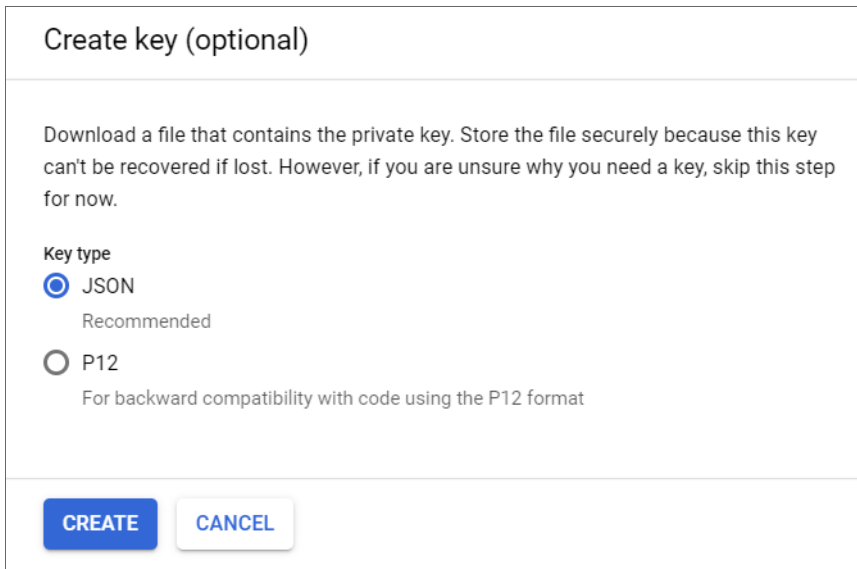 Create key (optional)
Download a file that contains the private key. Store the file securely because this key
can't be recovered if lost. However, if you are unsure why you need a key, skip this step
for now.
Key type
JSON
Recommended
P12
For backward compatibility with code using the P12 format
CREATE CANCEL